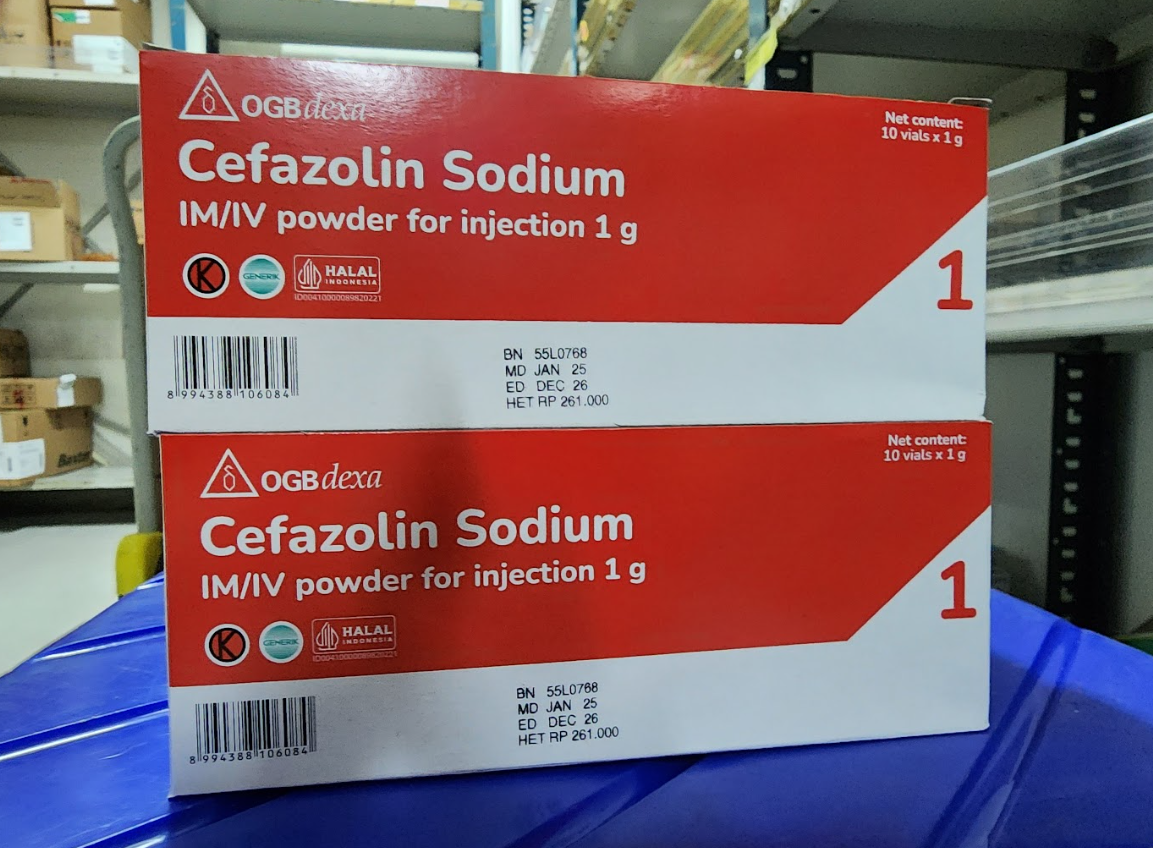 OGBdexa
Net content:
10 vials x 1 g
Cefazolin Sodium
IM/IV powder for injection 1 g
K
GENERIK
HALAL
INDONESIA
ID00410000089820221
1
8 994388 106084
BN 55L0768
MD JAN 25
ED DEC 26
HET RP 261.000
OGBdexa
Net content:
10 vials x 1 g
Cefazolin Sodium
IM/IV powder for injection 1 g
K
GENERIK
HALAL
INDONESIA
ID00410000089820221
1
8 994388 106084
BN 55L0768
MD JAN 25
ED DEC 26
HET RP 261.000
Baxter